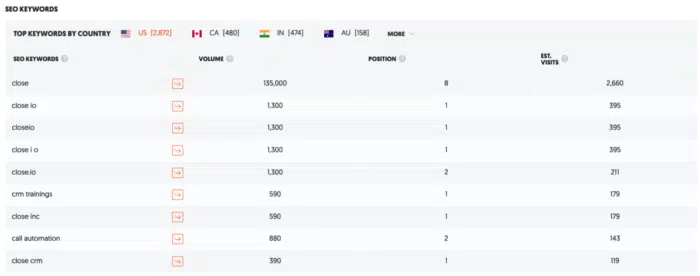 SEO KEYWORDS
TOP KEYWORDS BY COUNTRY US [2,872] CA [480] IN [474] AU [158] MORE
SEO KEYWORDS VOLUME POSITION EST. VISITS
close 135,000 8 2,660
close io 1,300 1 395
closeio 1,300 1 395
close i o 1,300 1 395
close.io 1,300 2 211
crm trainings 590 1 179
close inc 590 1 179
call automation 880 2 143
close crm 390 1 119